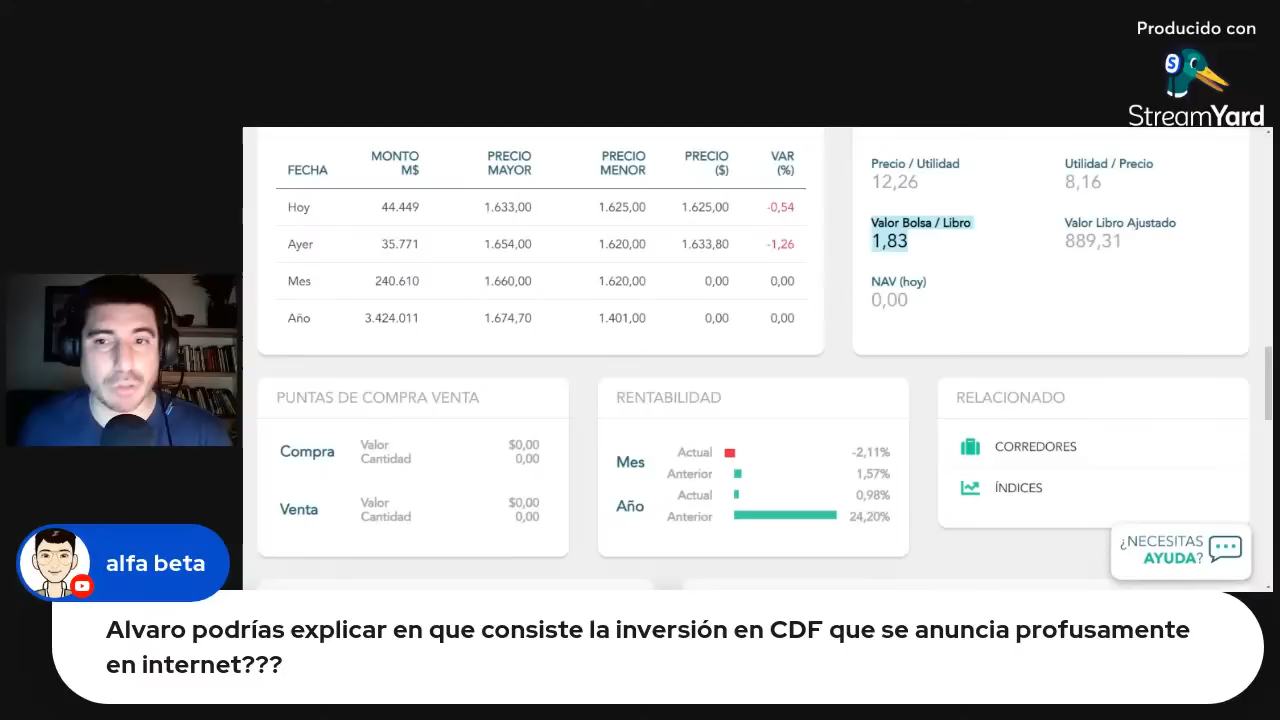 Producido con
StreamYard
FECHA MONTO M$ PRECIO MAYOR PRECIO MENOR PRECIO ($) VAR (%)
Hoy 44.449 1.633,00 1.625,00 1.625,00 -0,54
Ayer 35.771 1.654,00 1.620,00 1.633,80 -1,26
Mes 240.610 1.660,00 1.620,00 0,00 0,00
Año 3.424.011 1.674,70 1.401,00 0,00 0,00
Precio / Utilidad Utilidad / Precio
12,26 8,16
Valor Bolsa / Libro Valor Libro Ajustado
1,83 889,31
NAV (hoy)
0,00
PUNTAS DE COMPRA VENTA
Compra Valor $0,00
Cantidad 0,00
Venta Valor $0,00
Cantidad 0,00
RENTABILIDAD
Mes Actual -2,11%
Anterior 1,57%
Año Actual 0,98%
Anterior 24,20%
RELACIONADO
CORREDORES
ÍNDICES
¿NECESITAS
AYUDA?
alfa beta
Alvaro podrías explicar en que consiste la inversión en CDF que se anuncia profusamente
en internet???